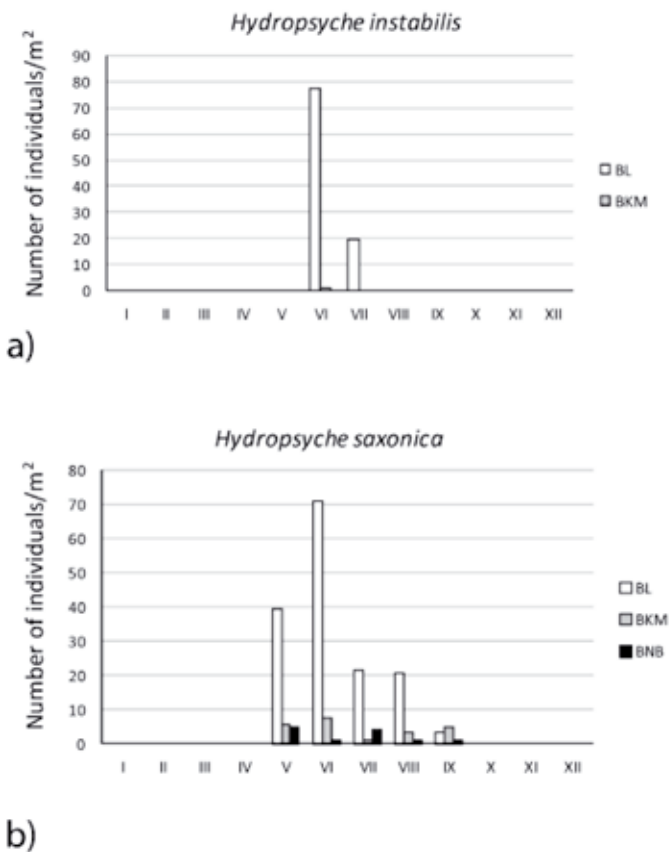 Hydropsyche instabilis
Number of individuals/m²
90
80
70
60
50
40
30
20
10
0
I II III IV V VI VII VIII IX X XI XII
BL
BKM
a)
Hydropsyche saxonica
Number of individuals/m²
80
70
60
50
40
30
20
10
0
I II III IV V VI VII VIII IX X XI XII
BL
BKM
BNB
b)